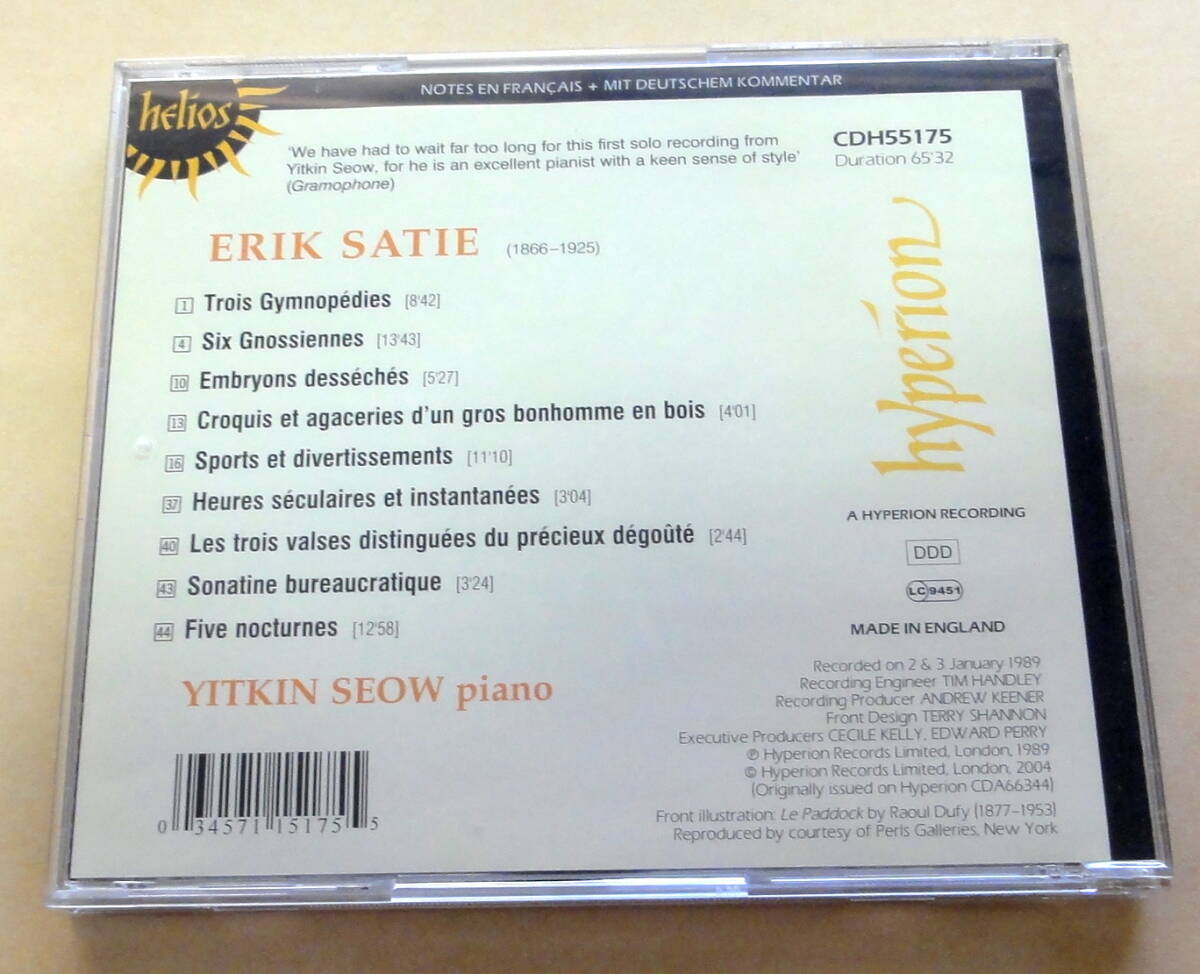 NOTES EN FRANÇAIS + MIT DEUTSCHEM KOMMENTAR
helios
'We have had to wait far too long for this first solo recording from
Yitkin Seow, for he is an excellent pianist with a keen sense of style'
(Gramophone)
CDH55175
Duration 65'32
ERIK SATIE (1866–1925)
1 Trois Gymnopédies [8'42]
4 Six Gnossiennes [13'43]
10 Embryons desséchés [5'27]
13 Croquis et agaceries d'un gros bonhomme en bois [4'01]
16 Sports et divertissements [11'10]
37 Heures séculaires et instantanées [3'04]
40 Les trois valses distinguées du précieux dégoûté [2'44]
43 Sonatine bureaucratique [3'24]
44 Five nocturnes [12'58]
YITKIN SEOW piano
hyperion
A HYPERION RECORDING
DDD
LC 9451
MADE IN ENGLAND
Recorded on 2 & 3 January 1989
Recording Engineer TIM HANDLEY
Recording Producer ANDREW KEENER
Front Design TERRY SHANNON
Executive Producers CECILE KELLY, EDWARD PERRY
℗ Hyperion Records Limited, London, 1989
© Hyperion Records Limited, London, 2004
(Originally issued on Hyperion CDA66344)
Front illustration: Le Paddock by Raoul Dufy (1877–1953)
Reproduced by courtesy of Perls Galleries, New York
0 34571 15175 5